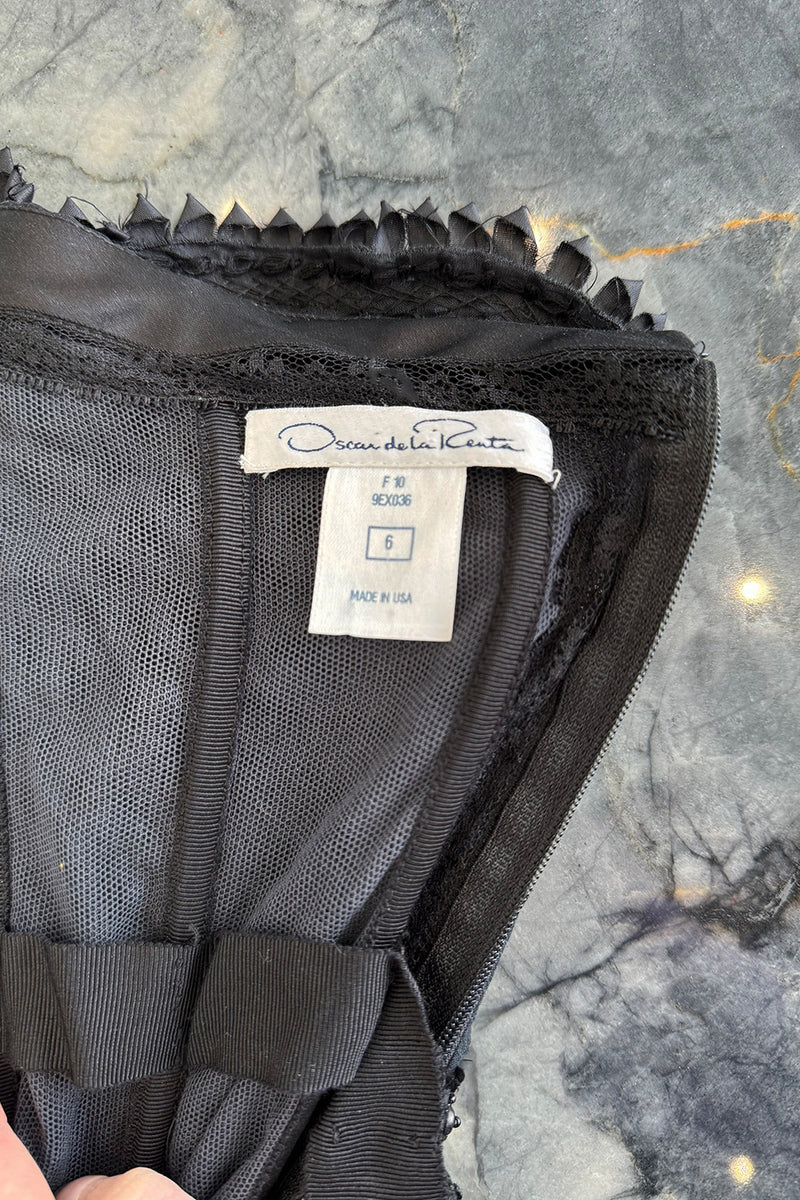 Oscar de la Renta
F 10
9EX036
6
MADE IN USA